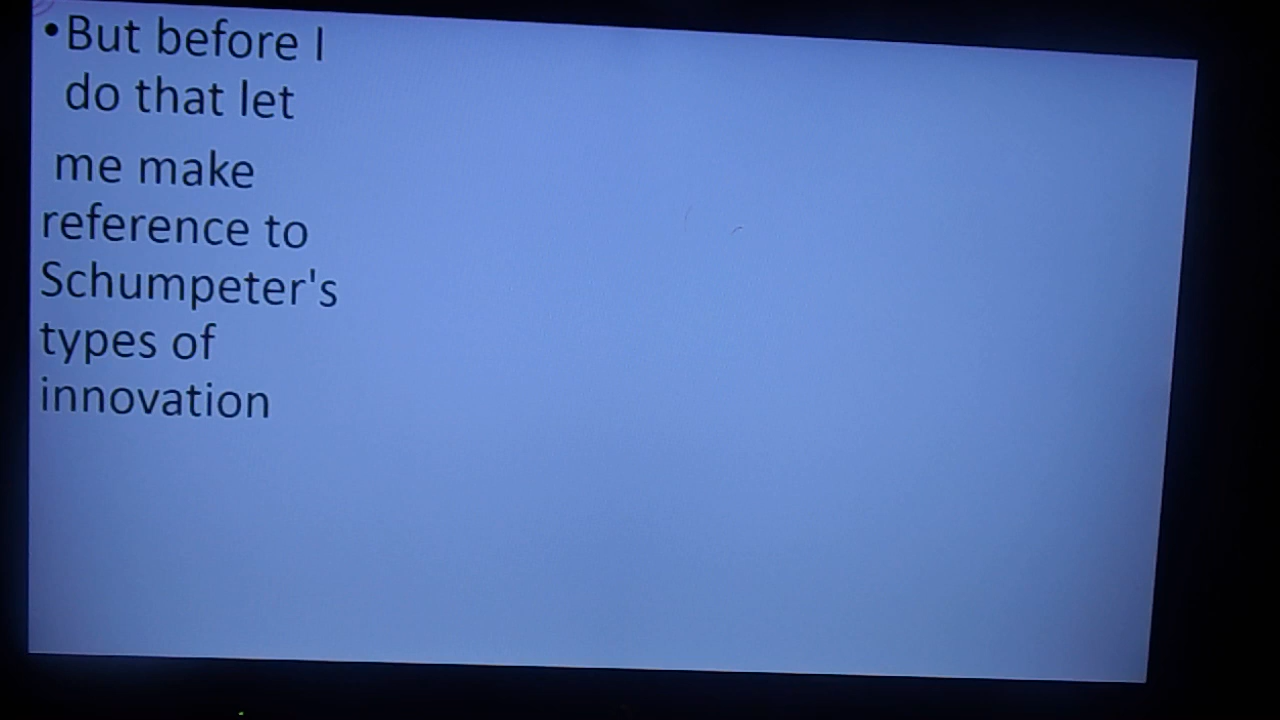 •But before I
do that let
me make
reference to
Schumpeter's
types of
innovation